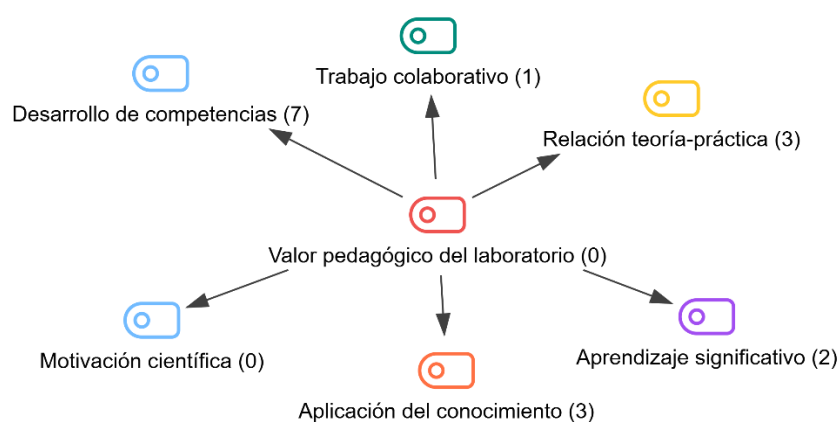 Trabajo colaborativo (1)
Desarrollo de competencias (7)
Relación teoría-práctica (3)
Valor pedagógico del laboratorio (0)
Motivación científica (0)
Aprendizaje significativo (2)
Aplicación del conocimiento (3)